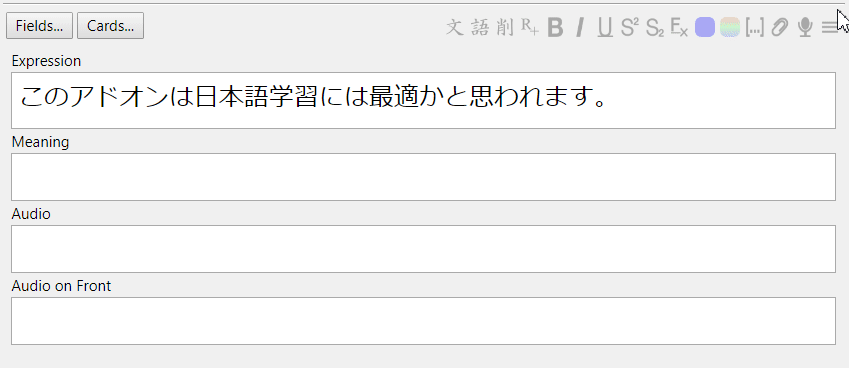 Fields... Cards... 文 語 削 R+ B I U S² S₂ Ex [...]
Expression
このアドオンは日本語学習には最適かと思われます。
Meaning
Audio
Audio on Front